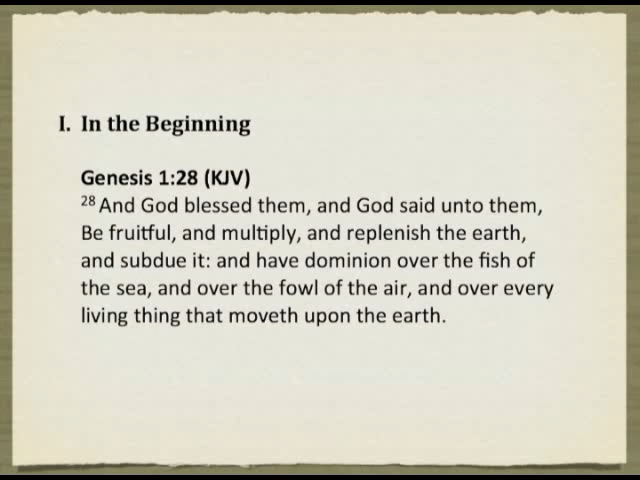 I. In the Beginning
Genesis 1:28 (KJV)
28 And God blessed them, and God said unto them,
Be fruitful, and multiply, and replenish the earth,
and subdue it: and have dominion over the fish of
the sea, and over the fowl of the air, and over every
living thing that moveth upon the earth.